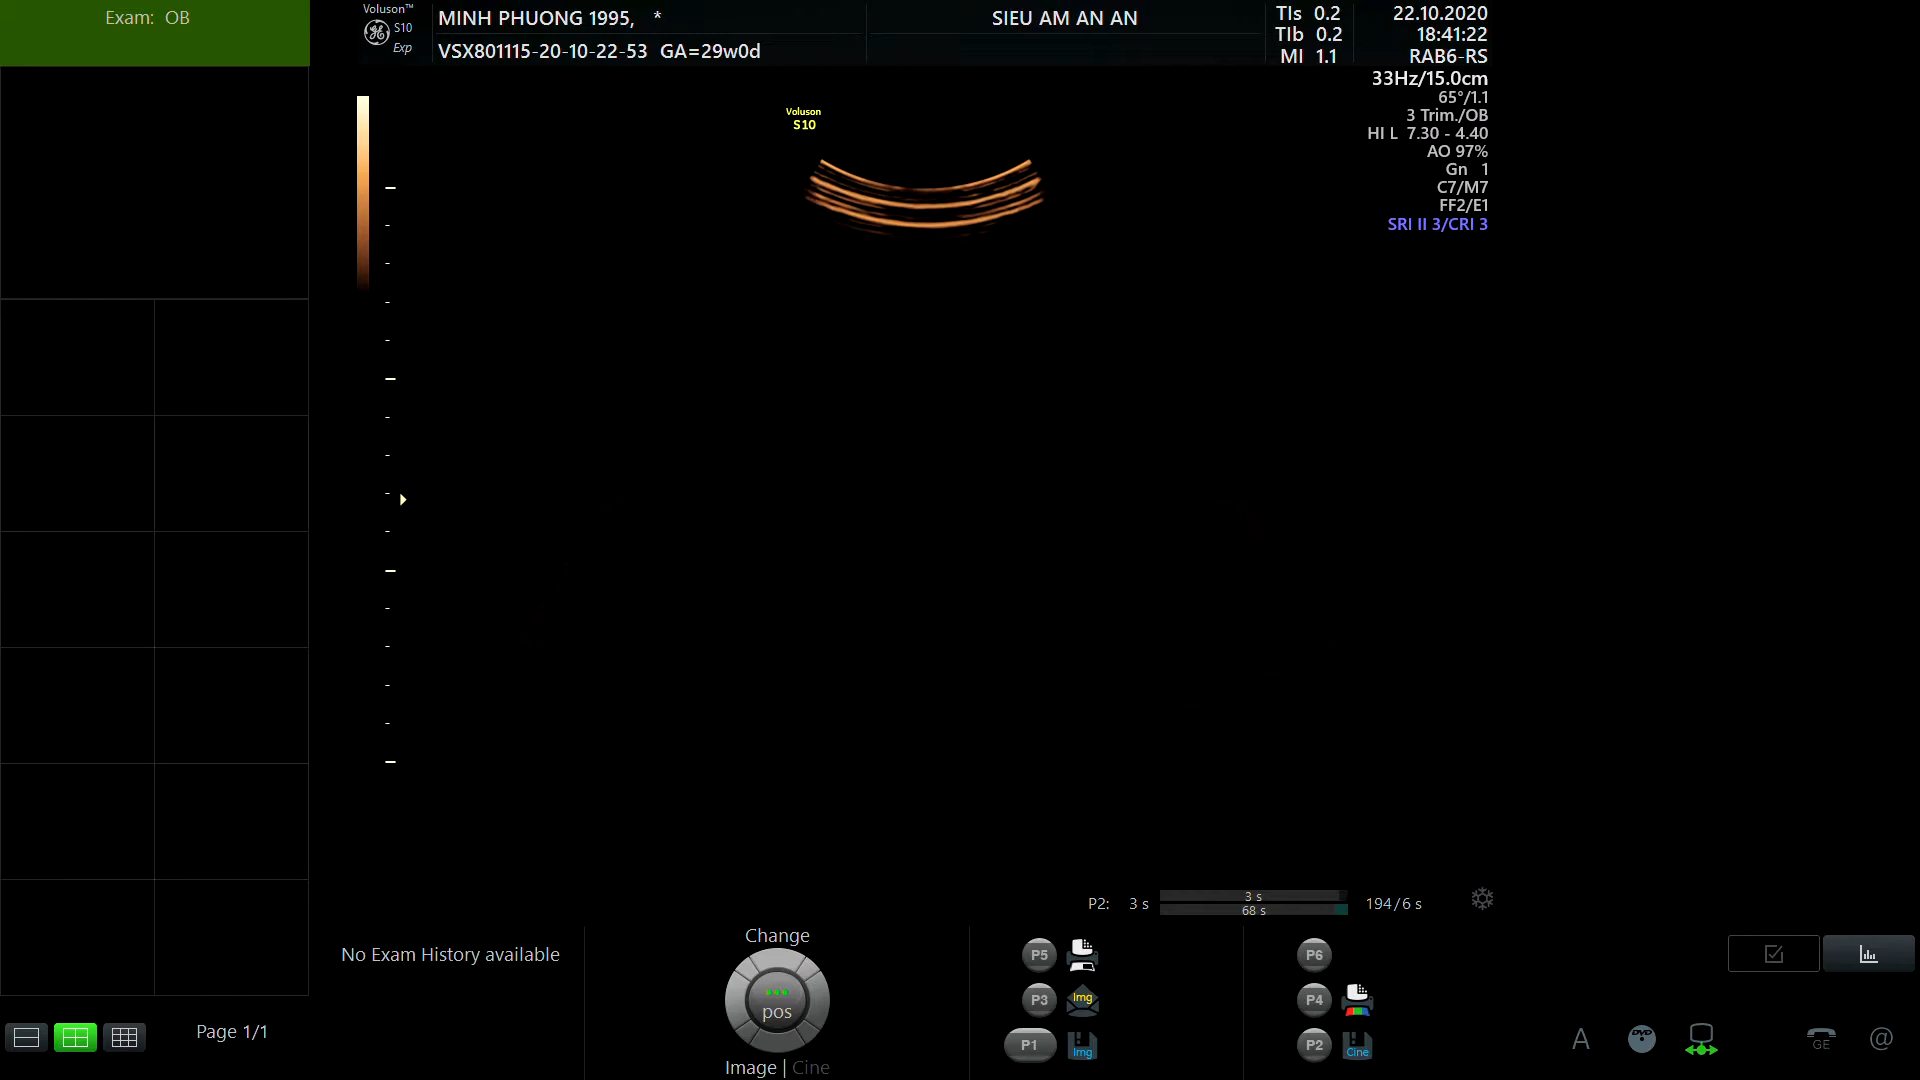 Exam: OB
Voluson™
S10
Exp
MINH PHUONG 1995, *
VSX801115-20-10-22-53 GA=29w0d
SIEU AM AN AN
TIs 0.2
TIb 0.2
MI 1.1
22.10.2020
18:41:22
RAB6-RS
33Hz/15.0cm
65°/1.1
3 Trim./OB
HI L 7.30 - 4.40
AO 97%
Gn 1
C7/M7
FF2/E1
SRI II 3/CRI 3
Voluson
S10
P2: 3 s
3 s
68 s
194/6 s
No Exam History available
Change
pos
Image | Cine
P5
P3 Img
P1 Img
P6
P4
P2 Cine
Page 1/1
A
DVD
GE
@